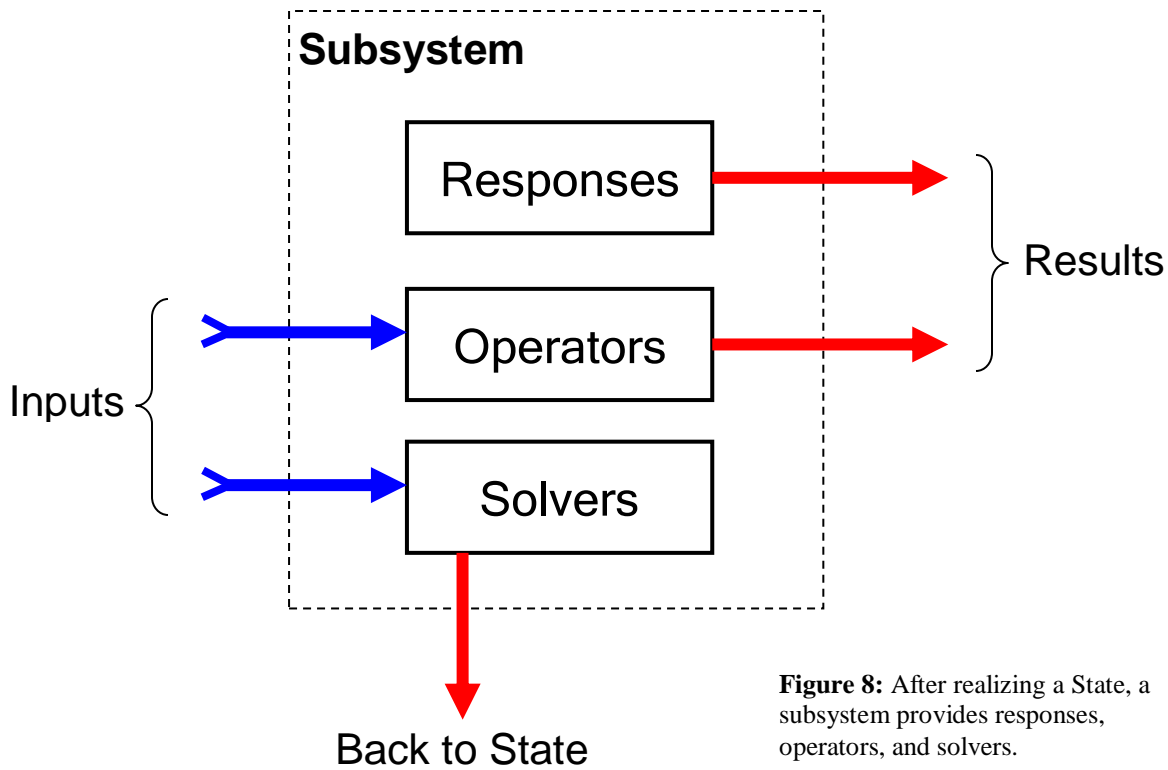 Subsystem
Responses
Results
Operators
Inputs
Solvers
Back to State
Figure 8: After realizing a State, a
subsystem provides responses,
operators, and solvers.